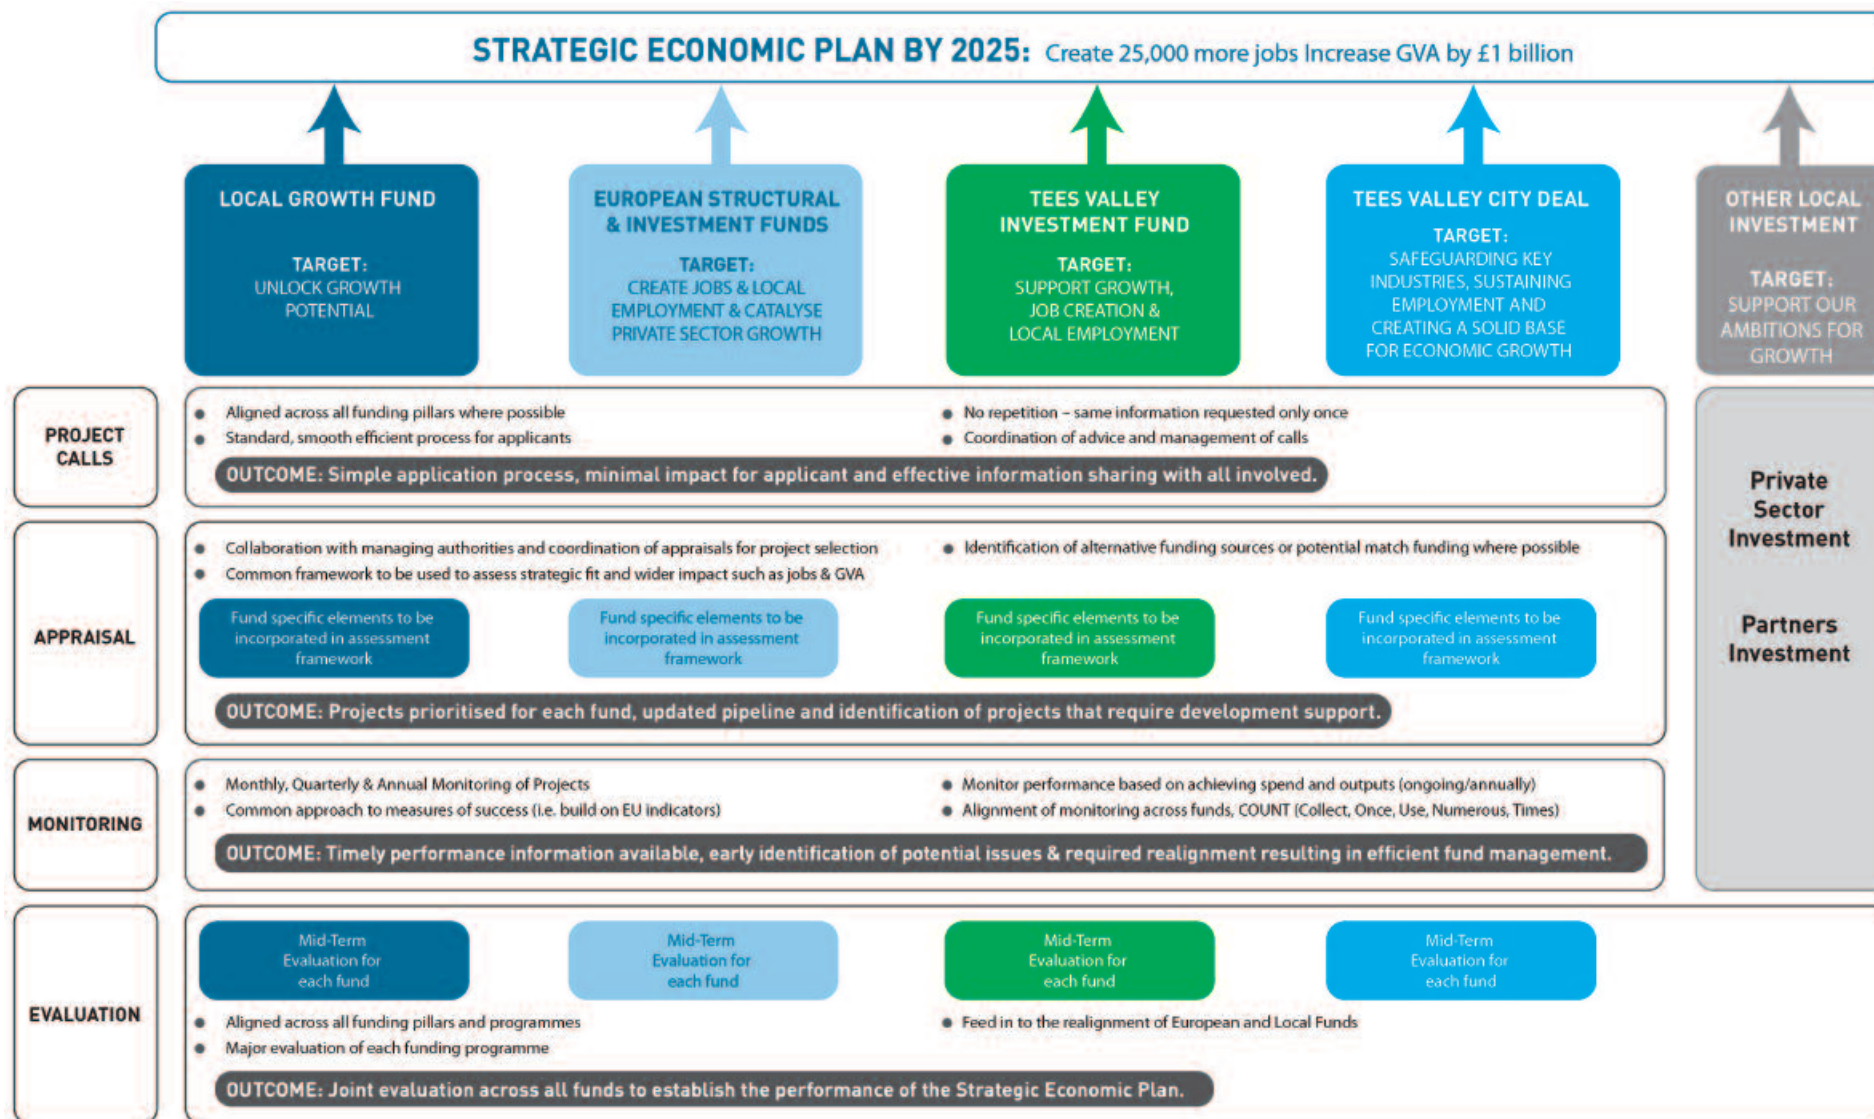 STRATEGIC ECONOMIC PLAN BY 2025: Create 25,000 more jobs Increase GVA by £1 billion
LOCAL GROWTH FUND
TARGET:
UNLOCK GROWTH
POTENTIAL
EUROPEAN STRUCTURAL
& INVESTMENT FUNDS
TARGET:
CREATE JOBS & LOCAL
EMPLOYMENT & CATALYSE
PRIVATE SECTOR GROWTH
TEES VALLEY
INVESTMENT FUND
TARGET:
SUPPORT GROWTH,
JOB CREATION &
LOCAL EMPLOYMENT
TEES VALLEY CITY DEAL
TARGET:
SAFEGUARDING KEY
INDUSTRIES, SUSTAINING
EMPLOYMENT AND
CREATING A SOLID BASE
FOR ECONOMIC GROWTH
OTHER LOCAL
INVESTMENT
TARGET:
SUPPORT OUR
AMBITIONS FOR
GROWTH
PROJECT
CALLS
• Aligned across all funding pillars where possible
• Standard, smooth efficient process for applicants
• No repetition – same information requested only once
• Coordination of advice and management of calls
OUTCOME: Simple application process, minimal impact for applicant and effective information sharing with all involved.
Private
Sector
Investment
Partners
Investment
APPRAISAL
• Collaboration with managing authorities and coordination of appraisals for project selection
• Common framework to be used to assess strategic fit and wider impact such as jobs & GVA
• Identification of alternative funding sources or potential match funding where possible
Fund specific elements to be
incorporated in assessment
framework
Fund specific elements to be
incorporated in assessment
framework
Fund specific elements to be
incorporated in assessment
framework
Fund specific elements to be
incorporated in assessment
framework
OUTCOME: Projects prioritised for each fund, updated pipeline and identification of projects that require development support.
MONITORING
• Monthly, Quarterly & Annual Monitoring of Projects
• Common approach to measures of success (i.e. build on EU indicators)
• Monitor performance based on achieving spend and outputs (ongoing/annually)
• Alignment of monitoring across funds, COUNT (Collect, Once, Use, Numerous, Times)
OUTCOME: Timely performance information available, early identification of potential issues & required realignment resulting in efficient fund management.
EVALUATION
Mid-Term
Evaluation for
each fund
Mid-Term
Evaluation for
each fund
Mid-Term
Evaluation for
each fund
Mid-Term
Evaluation for
each fund
• Aligned across all funding pillars and programmes
• Major evaluation of each funding programme
• Feed in to the realignment of European and Local Funds
OUTCOME: Joint evaluation across all funds to establish the performance of the Strategic Economic Plan.